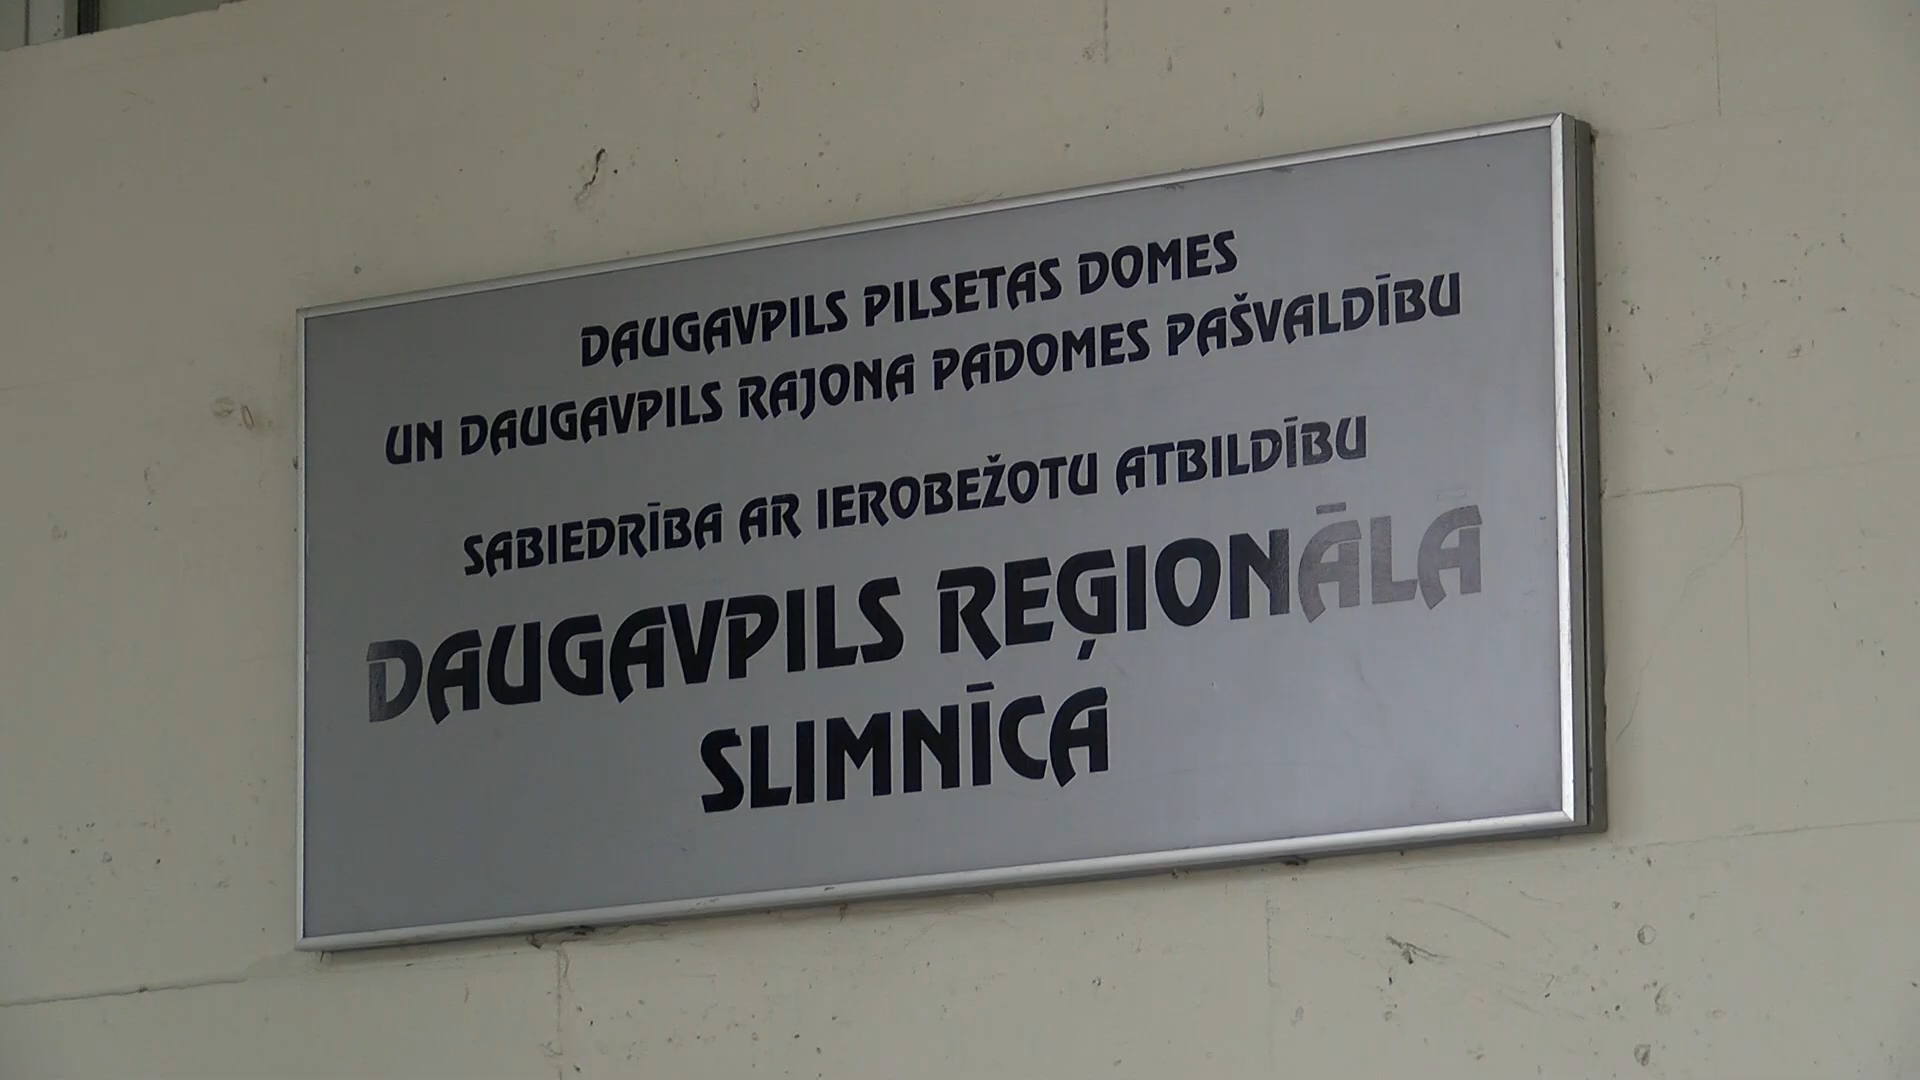 DAUGAVPILS PILSETAS DOMES
UN DAUGAVPILS RAJONA PADOMES PAŠVALDĪBU
SABIEDRĪBA AR IEROBEŽOTU ATBILDĪBU
DAUGAVPILS REĢIONĀLĀ
SLIMNĪCA